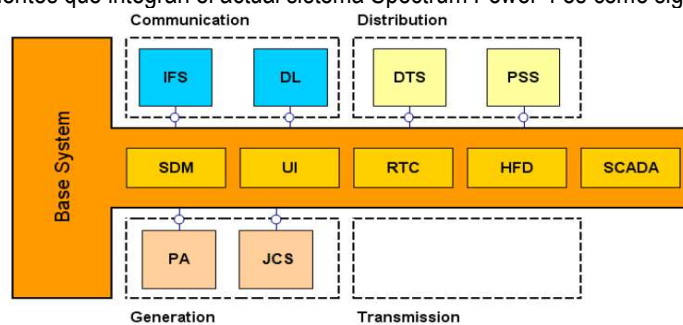 que integran el actual sistema Spectrum Power 4 es como
Communication
Distribution
IFS
DL
DTS
PSS
Base System
SDM
UI
RTC
HFD
SCADA
PA
JCS
Generation
Transmission